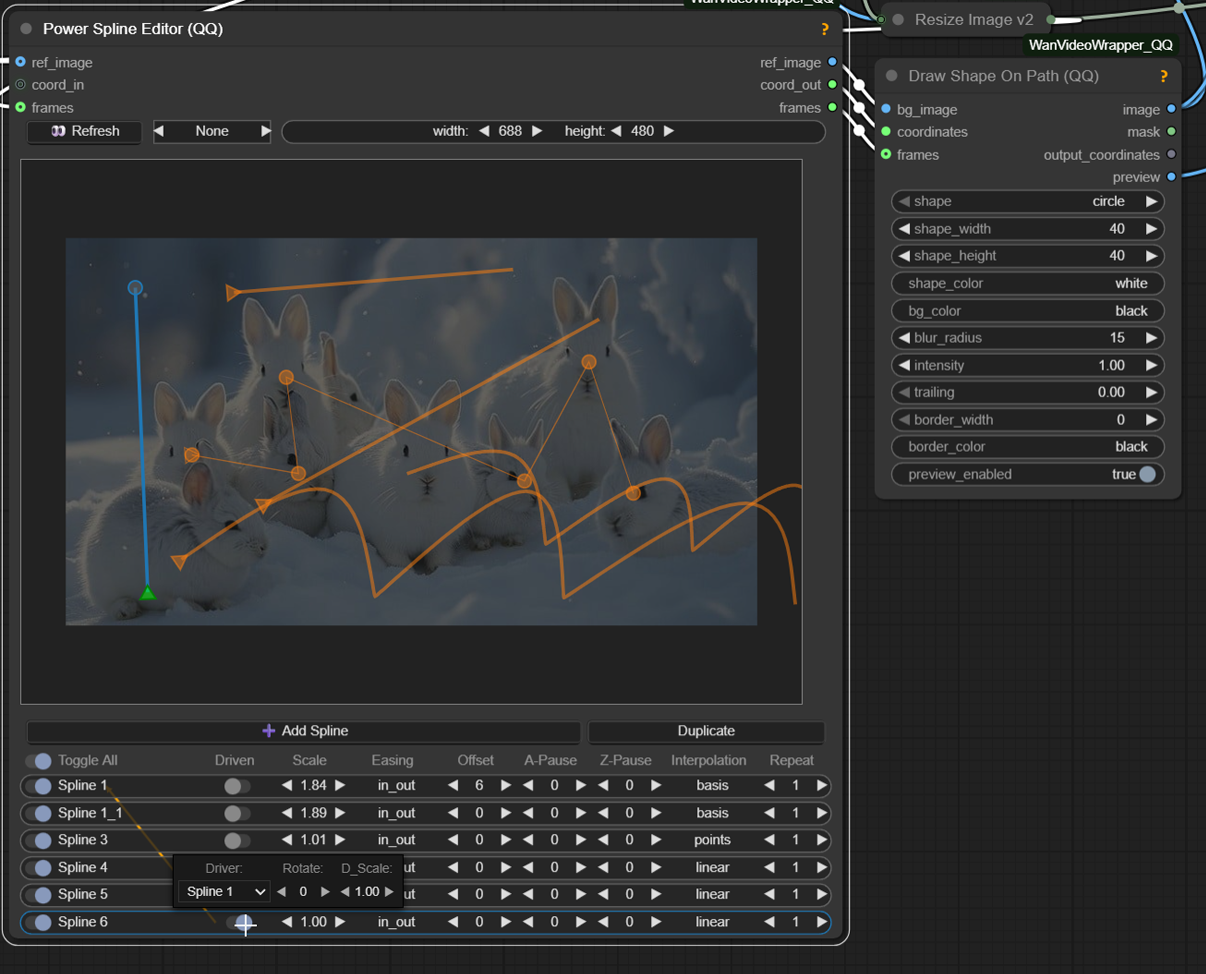 WanVideoWrapper_QQ
Power Spline Editor (QQ)
?
ref_image
ref_image
coord_in
coord_out
frames
frames
Refresh
None
width: 688 height: 480
Add Spline
Duplicate
Toggle All Driven Scale Easing Offset A-Pause Z-Pause Interpolation Repeat
Spline 1 1.84 in_out 6 0 0 basis 1
Spline 1_1 1.89 in_out 0 0 0 basis 1
Spline 3 1.01 in_out 0 0 0 points 1
Spline 4 ut 0 0 0 linear 1
Driver: Rotate: D_Scale:
Spline 1 0 1.00
Spline 5 ut 0 0 0 linear 1
Spline 6 1.00 in_out 0 0 0 linear 1
Resize Image v2
WanVideoWrapper_QQ
Draw Shape On Path (QQ)
?
bg_image
image
coordinates
mask
frames
output_coordinates
preview
shape circle
shape_width 40
shape_height 40
shape_color white
bg_color black
blur_radius 15
intensity 1.00
trailing 0.00
border_width 0
border_color black
preview_enabled true